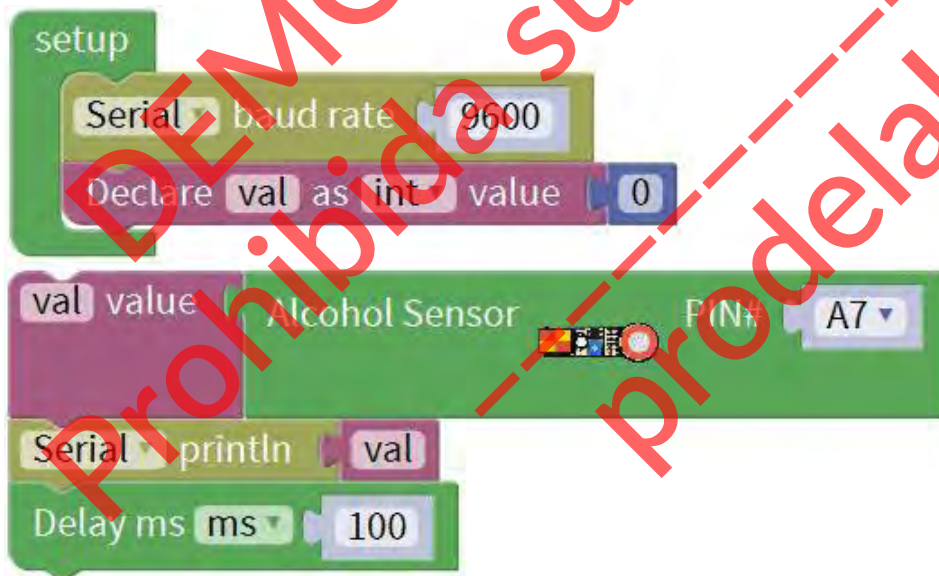 setup
Serial baud rate 9600
Declare val as int value 0
val value Alcohol Sensor PIN# A7
Serial println val
Delay ms ms 100
DEMO
Prohibida su
prodela